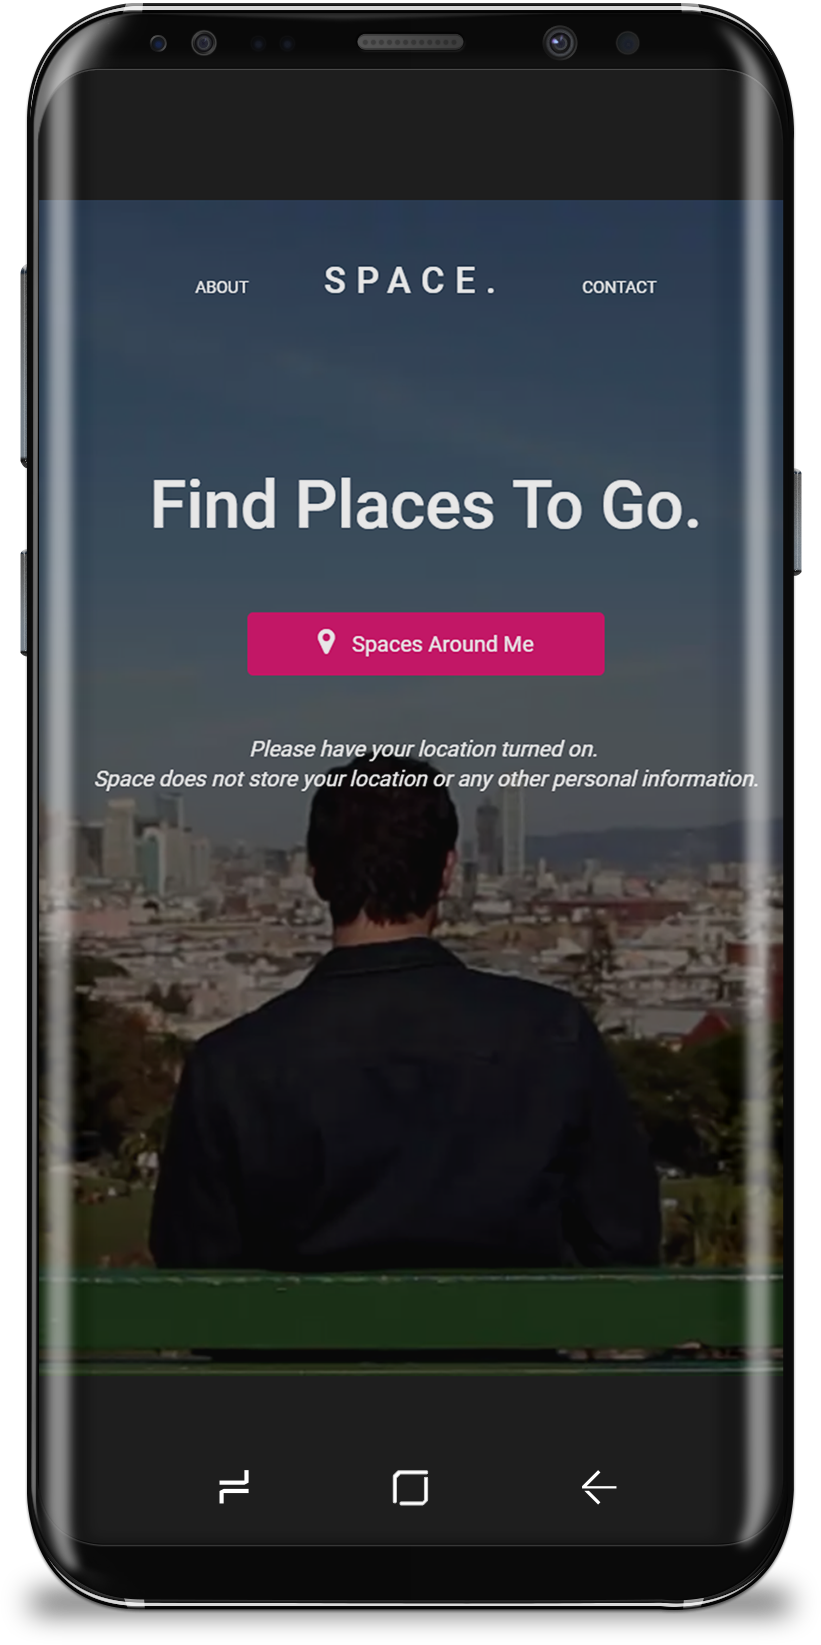 ABOUT SPACE. CONTACT
Find Places To Go.
Spaces Around Me
Please have your location turned on.
Space does not store your location or any other personal information.